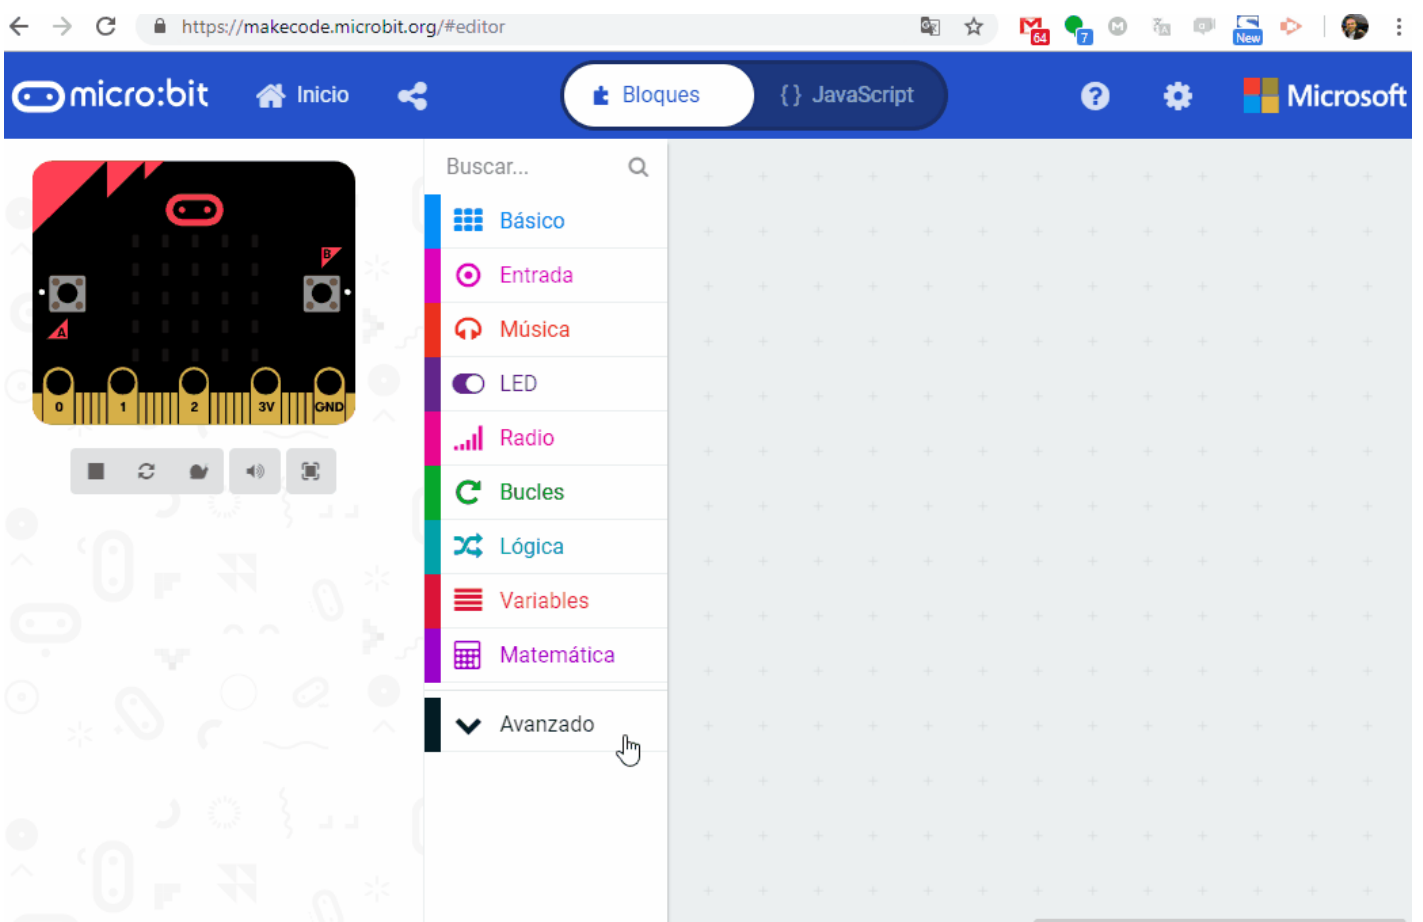 https://makecode.microbit.org/#editor
64
7
New
micro:bit
Inicio
Bloques
{} JavaScript
?
Microsoft
B
A
0
1
2
3V
GND
Buscar...
Básico
Entrada
Música
LED
Radio
Bucles
Lógica
Variables
Matemática
Avanzado